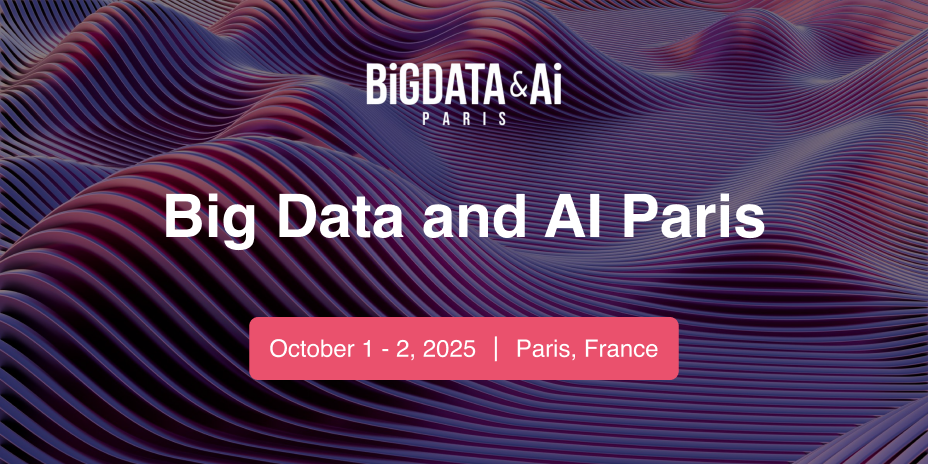 BiGDATA & Ai
PARIS
Big Data and AI Paris
October 1 - 2, 2025 | Paris, France